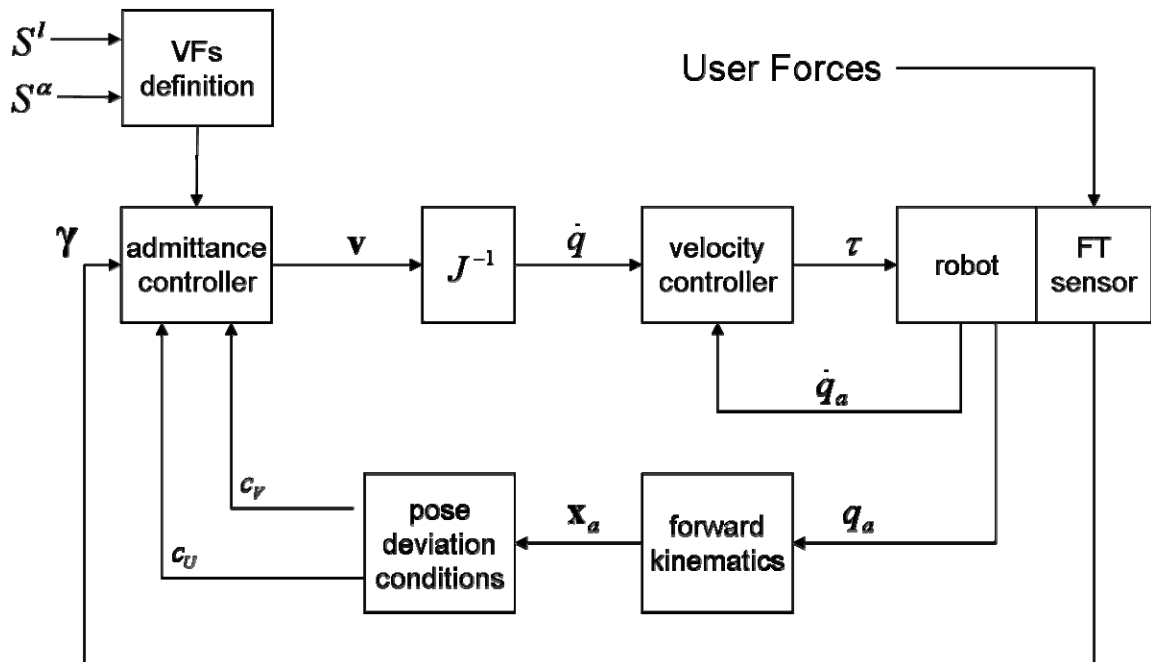 S^l
VFs
definition
S^α
User Forces
γ
admittance
controller
v
J^{-1}
q̇
velocity
controller
τ
robot
FT
sensor
q̇_a
c_V
c_U
pose
deviation
conditions
x_a
forward
kinematics
q_a